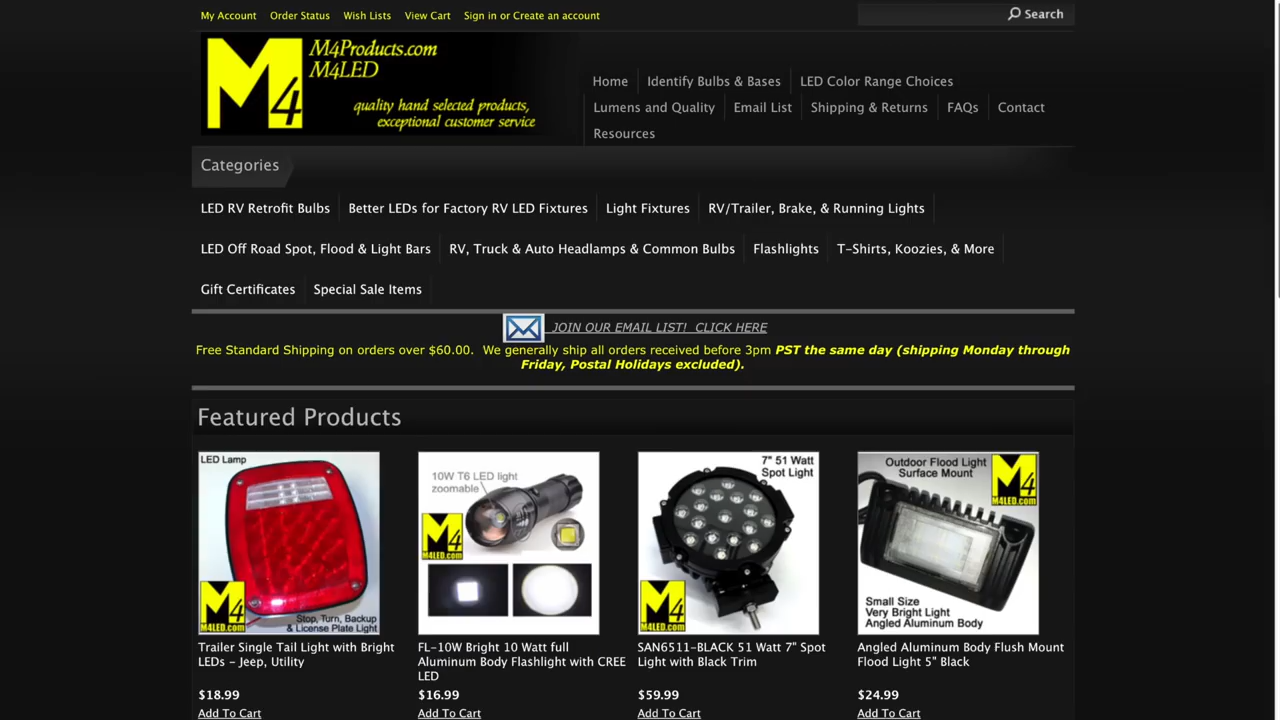 My Account Order Status Wish Lists View Cart Sign in or Create an account Search
M4 M4Products.com
M4LED
quality hand selected products,
exceptional customer service
Home Identify Bulbs & Bases LED Color Range Choices
Lumens and Quality Email List Shipping & Returns FAQs Contact
Resources
Categories
LED RV Retrofit Bulbs Better LEDs for Factory RV LED Fixtures Light Fixtures RV/Trailer, Brake, & Running Lights
LED Off Road Spot, Flood & Light Bars RV, Truck & Auto Headlamps & Common Bulbs Flashlights T-Shirts, Koozies, & More
Gift Certificates Special Sale Items
JOIN OUR EMAIL LIST! CLICK HERE
Free Standard Shipping on orders over $60.00. We generally ship all orders received before 3pm PST the same day (shipping Monday through
Friday, Postal Holidays excluded).
Featured Products
LED Lamp
M4
M4LED.com
Stop, Turn, Backup
& License Plate Light
Trailer Single Tail Light with Bright
LEDs - Jeep, Utility
$18.99
Add To Cart
10W T6 LED light
zoomable
M4
M4LED.com
FL-10W Bright 10 Watt full
Aluminum Body Flashlight with CREE
LED
$16.99
Add To Cart
7" 51 Watt
Spot Light
M4
M4LED.com
SAN6511-BLACK 51 Watt 7" Spot
Light with Black Trim
$59.99
Add To Cart
Outdoor Flood Light
Surface Mount
M4
M4LED.com
Small Size
Very Bright Light
Angled Aluminum Body
Angled Aluminum Body Flush Mount
Flood Light 5" Black
$24.99
Add To Cart